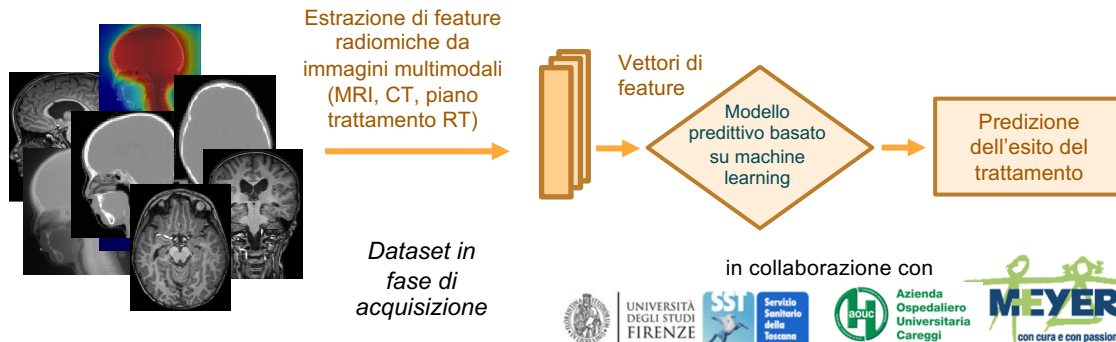 Estrazione di feature
radiomiche da
immagini multimodali
(MRI, CT, piano
trattamento RT)
Vettori di
feature
Modello
predittivo basato
su machine
learning
Predizione
dell'esito del
trattamento
Dataset in
fase di
acquisizione
in collaborazione con
UNIVERSITÀ
DEGLI STUDI
FIRENZE
SST
Servizio
Sanitario
della
Toscana
aouc
Azienda
Ospedaliero
Universitaria
Careggi
MEYER
con cura e con passion